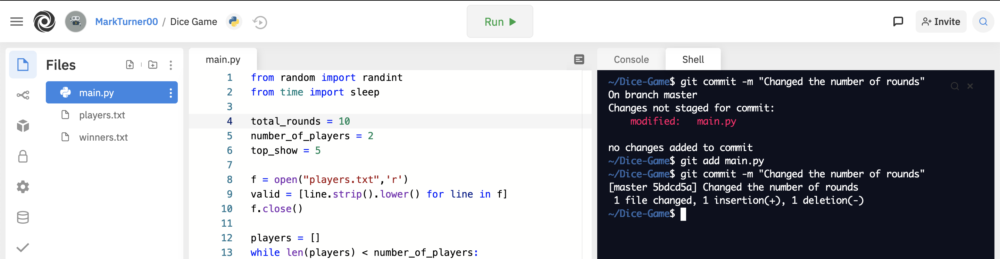 MarkTurner00 / Dice Game
Run
Invite
Files
main.py
players.txt
winners.txt
main.py
1 from random import randint
2 from time import sleep
3
4 total_rounds = 10
5 number_of_players = 2
6 top_show = 5
7
8 f = open("players.txt",'r')
9 valid = [line.strip().lower() for line in f]
10 f.close()
11
12 players = []
13 while len(players) < number_of_players:
Console Shell
~/Dice-Game$ git commit -m "Changed the number of rounds"
On branch master
Changes not staged for commit:
modified: main.py
no changes added to commit
~/Dice-Game$ git add main.py
~/Dice-Game$ git commit -m "Changed the number of rounds"
[master 5bdcd5a] Changed the number of rounds
1 file changed, 1 insertion(+), 1 deletion(-)
~/Dice-Game$